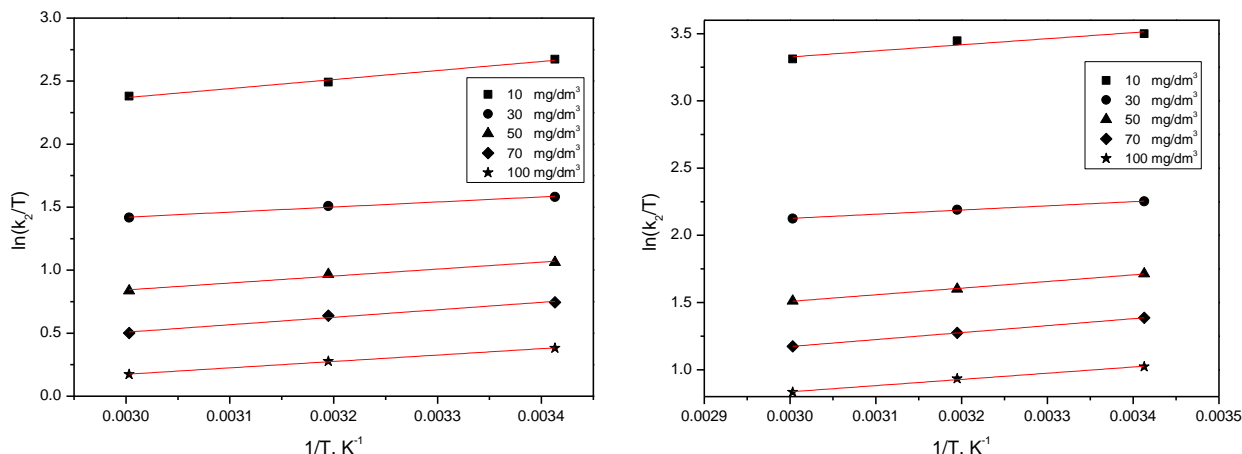 3.0
2.5
2.0
1.5
1.0
0.5
0.0
ln(k₂/T)
10 mg/dm³
30 mg/dm³
50 mg/dm³
70 mg/dm³
100 mg/dm³
0.0030 0.0031 0.0032 0.0033 0.0034
1/T, K⁻¹
3.5
3.0
2.5
2.0
1.5
1.0
ln(k₂/T)
10 mg/dm³
30 mg/dm³
50 mg/dm³
70 mg/dm³
100 mg/dm³
0.0029 0.0030 0.0031 0.0032 0.0033 0.0034 0.0035
1/T, K⁻¹